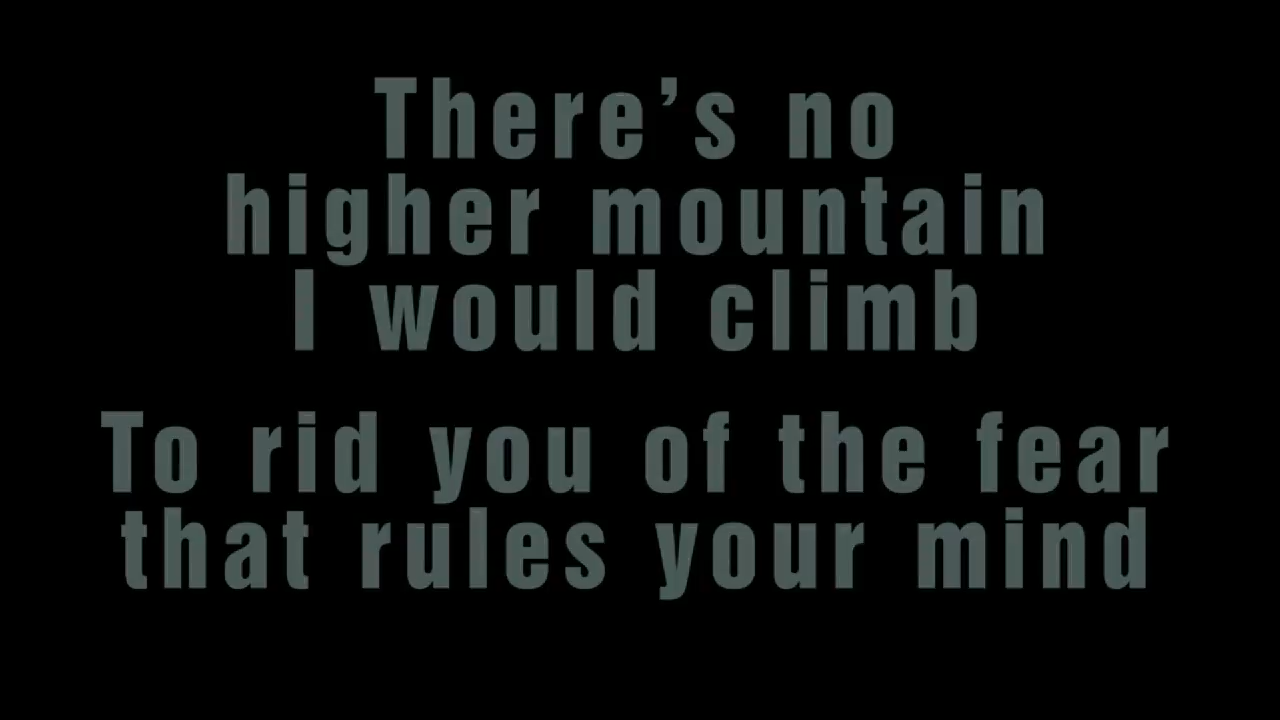 There’s no
higher mountain
I would climb
To rid you of the fear
that rules your mind